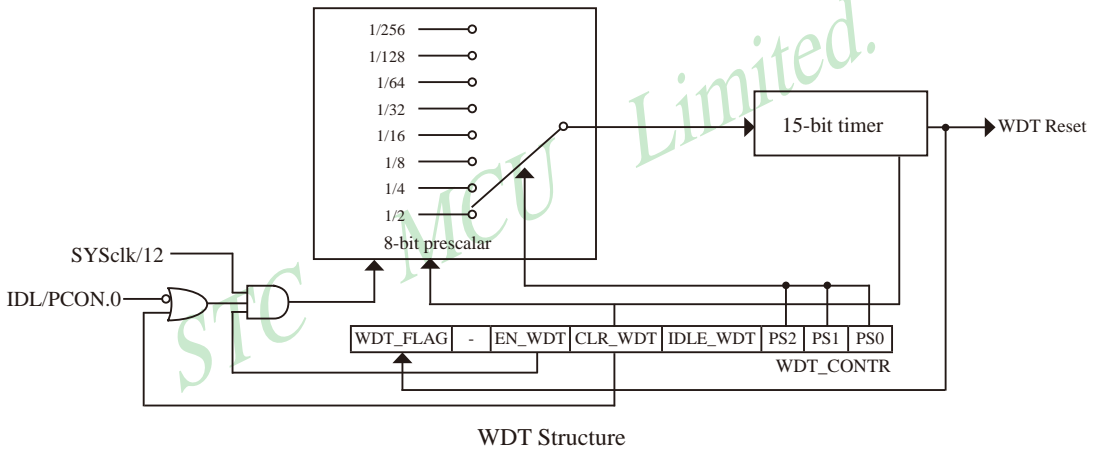 1/256
1/128
1/64
1/32
1/16
1/8
1/4
1/2
8-bit prescalar
15-bit timer
WDT Reset
SYSclk/12
IDL/PCON.0
WDT_FLAG - EN_WDT CLR_WDT IDLE_WDT PS2 PS1 PS0
WDT_CONTR
STC MCU Limited.
WDT Structure